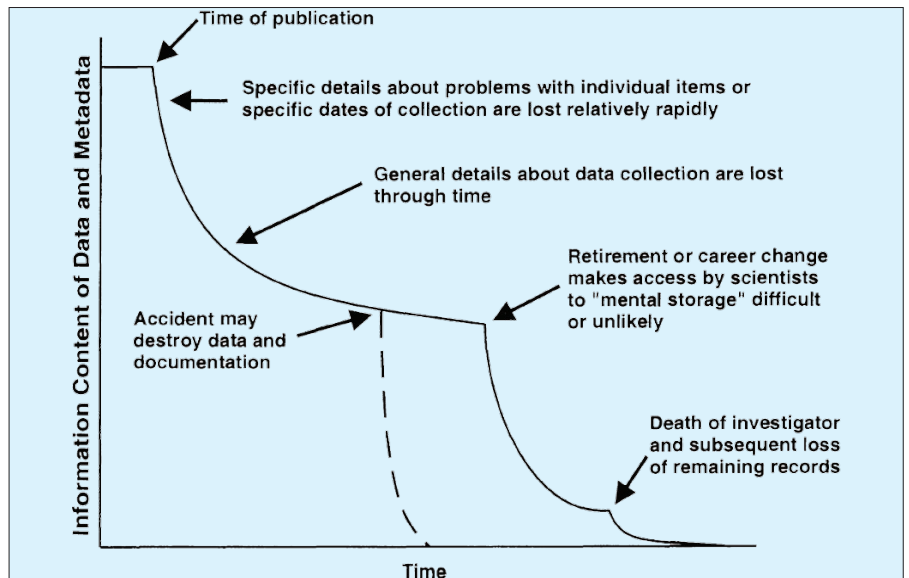 Time of publication
Specific details about problems with individual items or
specific dates of collection are lost relatively rapidly
General details about data collection are lost
through time
Retirement or career change
makes access by scientists
to "mental storage" difficult
or unlikely
Accident may
destroy data and
documentation
Death of investigator
and subsequent loss
of remaining records
Information Content of Data and Metadata
Time